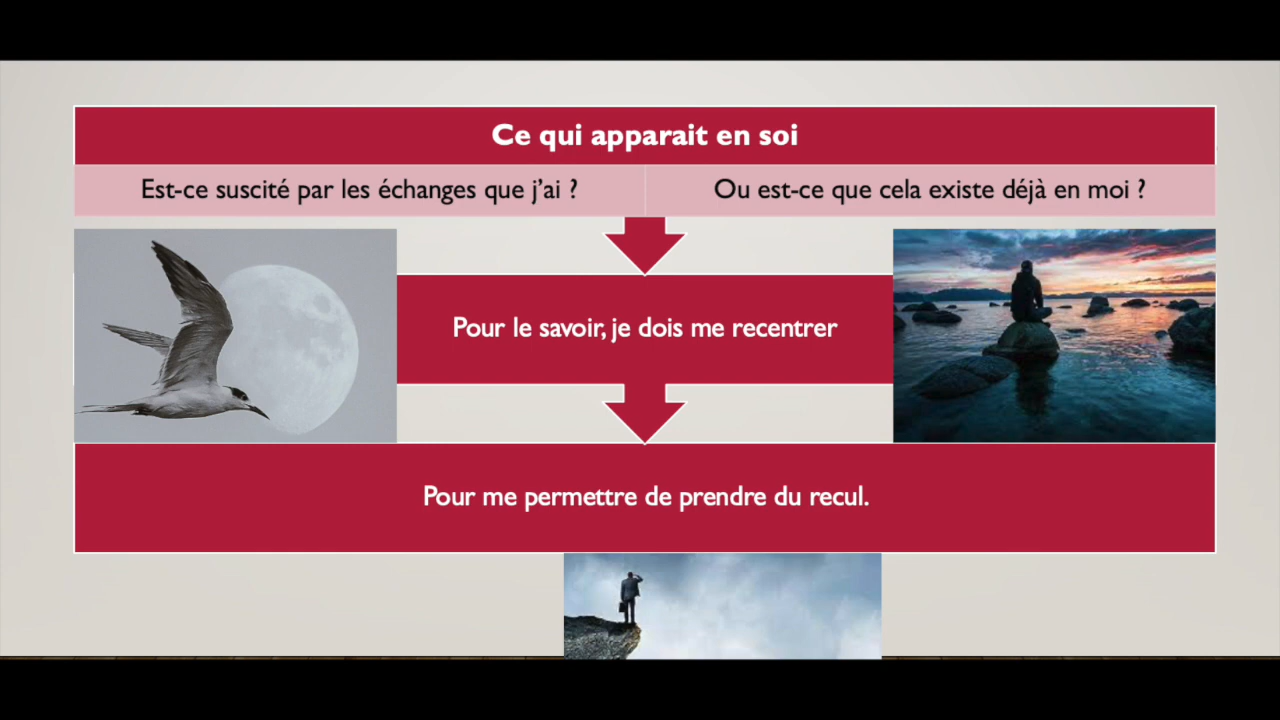 Ce qui apparait en soi
Est-ce suscité par les échanges que j'ai ?
Ou est-ce que cela existe déjà en moi ?
Pour le savoir, je dois me recentrer
Pour me permettre de prendre du recul.